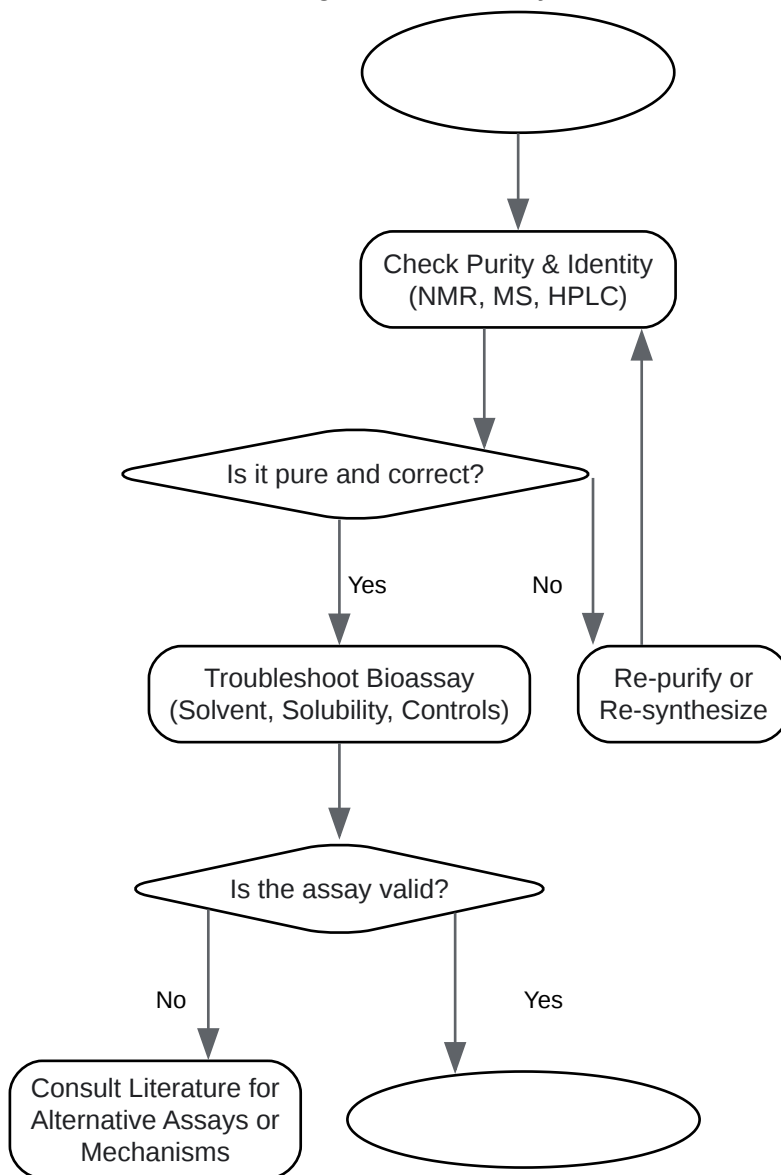 Check Purity & Identity
(NMR, MS, HPLC)
Is it pure and correct?
Yes
No
Troubleshoot Bioassay
(Solvent, Solubility, Controls)
Re-purify or
Re-synthesize
Is the assay valid?
No
Yes
Consult Literature for
Alternative Assays or
Mechanisms